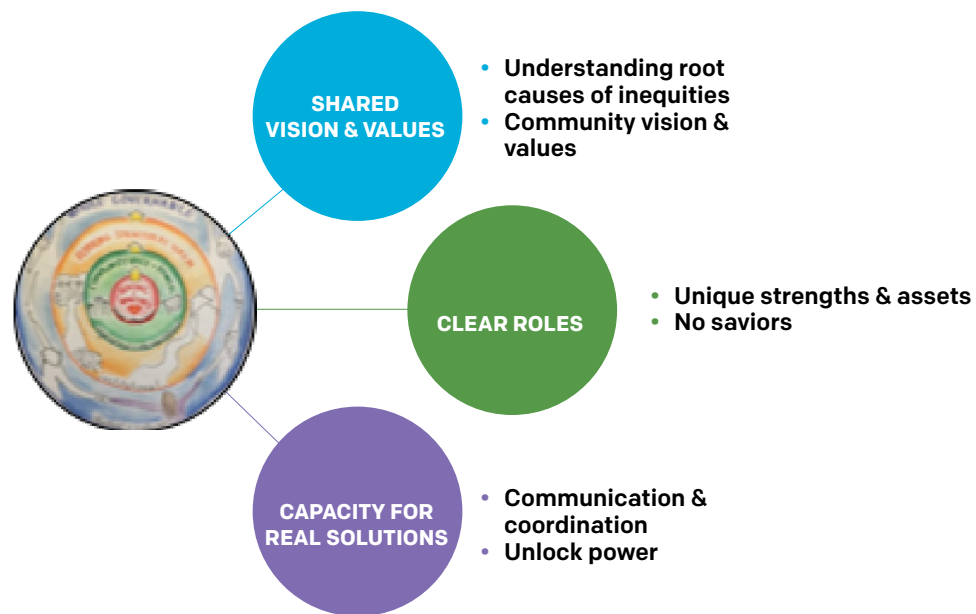 SHARED
VISION & VALUES
• Understanding root
causes of inequities
• Community vision &
values
CLEAR ROLES
• Unique strengths & assets
• No saviors
CAPACITY FOR
REAL SOLUTIONS
• Communication &
coordination
• Unlock power